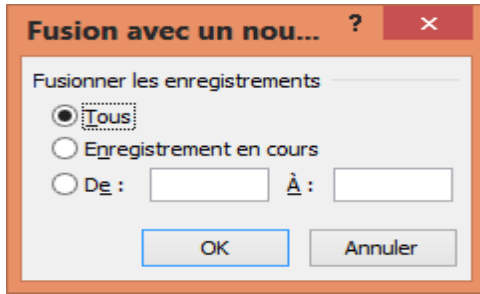 Fusion avec un nou... ? ×
Fusionner les enregistrements
Tous
Enregistrement en cours
De : À :
OK Annuler